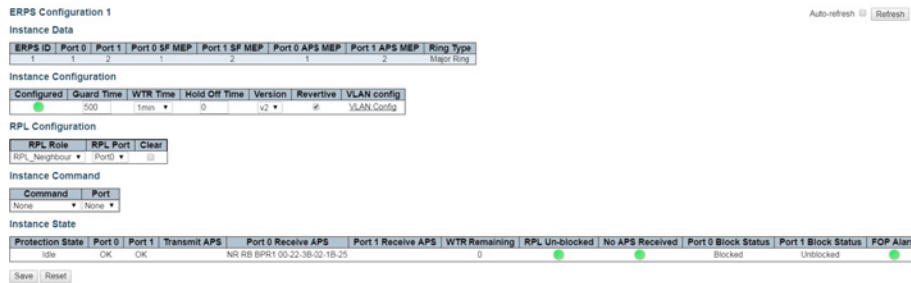 ERPS Configuration 1
Auto-refresh Refresh
Instance Data
ERPS ID Port 0 Port 1 Port 0 SF MEP Port 1 SF MEP Port 0 APS MEP Port 1 APS MEP Ring Type
1 1 2 1 2 1 2 Major Ring
Instance Configuration
Configured Guard Time WTR Time Hold Off Time Version Revertive VLAN config
500 1min 0 v2 VLAN Config
RPL Configuration
RPL Role RPL Port Clear
RPL_Neighbour Port0
Instance Command
Command Port
None None
Instance State
Protection State Port 0 Port 1 Transmit APS Port 0 Receive APS Port 1 Receive APS WTR Remaining RPL Un-blocked No APS Received Port 0 Block Status Port 1 Block Status FOP Alarm
Idle OK OK NR RB BPR1 00-22-3B-02-1B-25 0 Blocked Unblocked
Save Reset